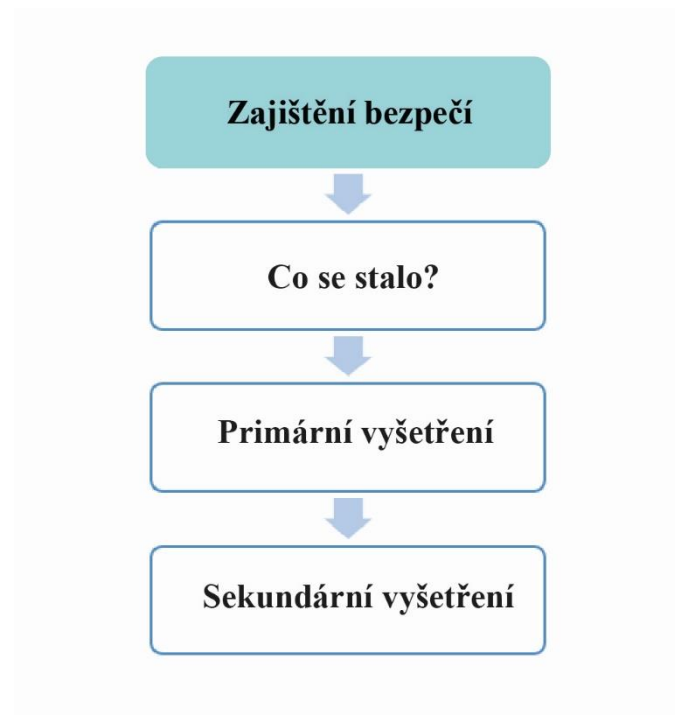 Zajištění bezpečí
Co se stalo?
Primární vyšetření
Sekundární vyšetření